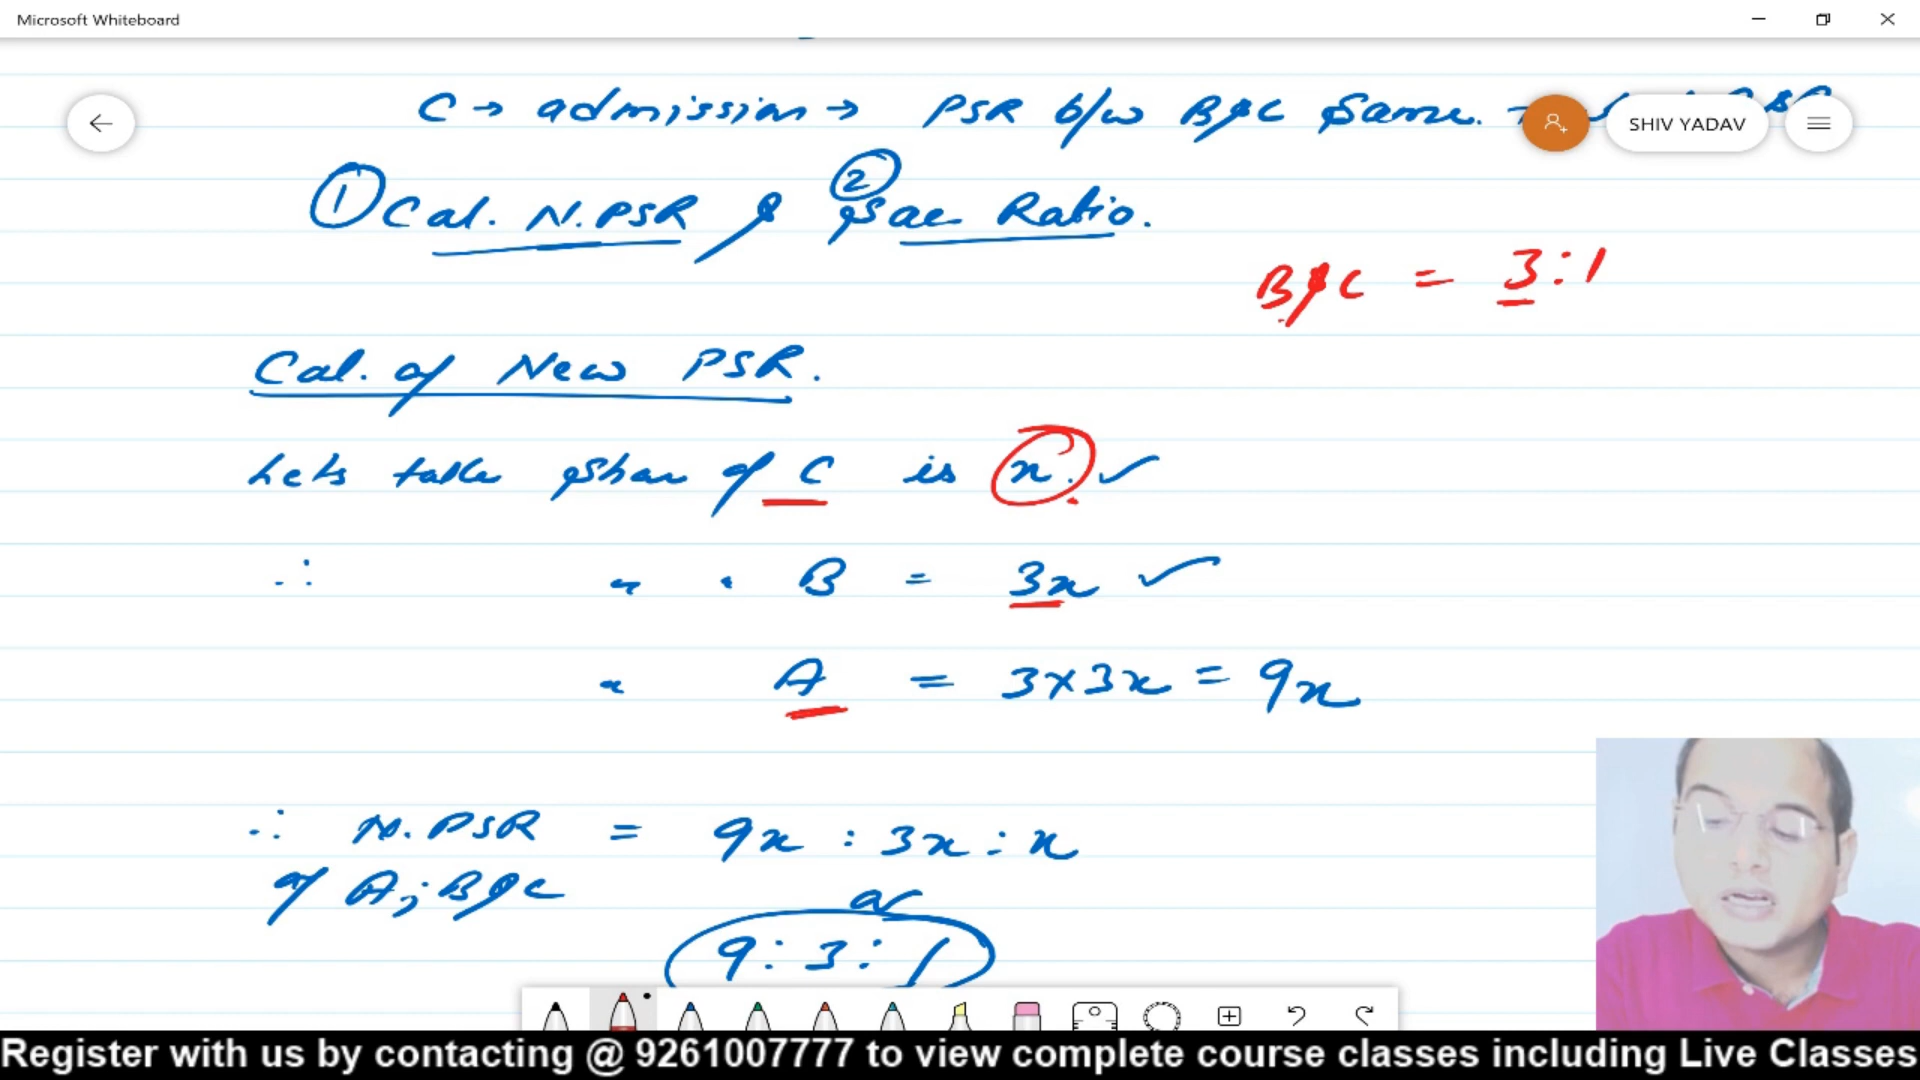 Microsoft Whiteboard
C → admission → PSR b/w B & C Same.
SHIV YADAV
① Cal. N.PSR & ② Sac Ratio.
B & C = 3:1
Cal. of New PSR.
Lets take Share of C is x.
∴ " " B = 3x
" A = 3x3x = 9x
∴ N.PSR = 9x : 3x : x
of A, B & C
or
9 : 3 : 1
Register with us by contacting @ 9261007777 to view complete course classes including Live Classes